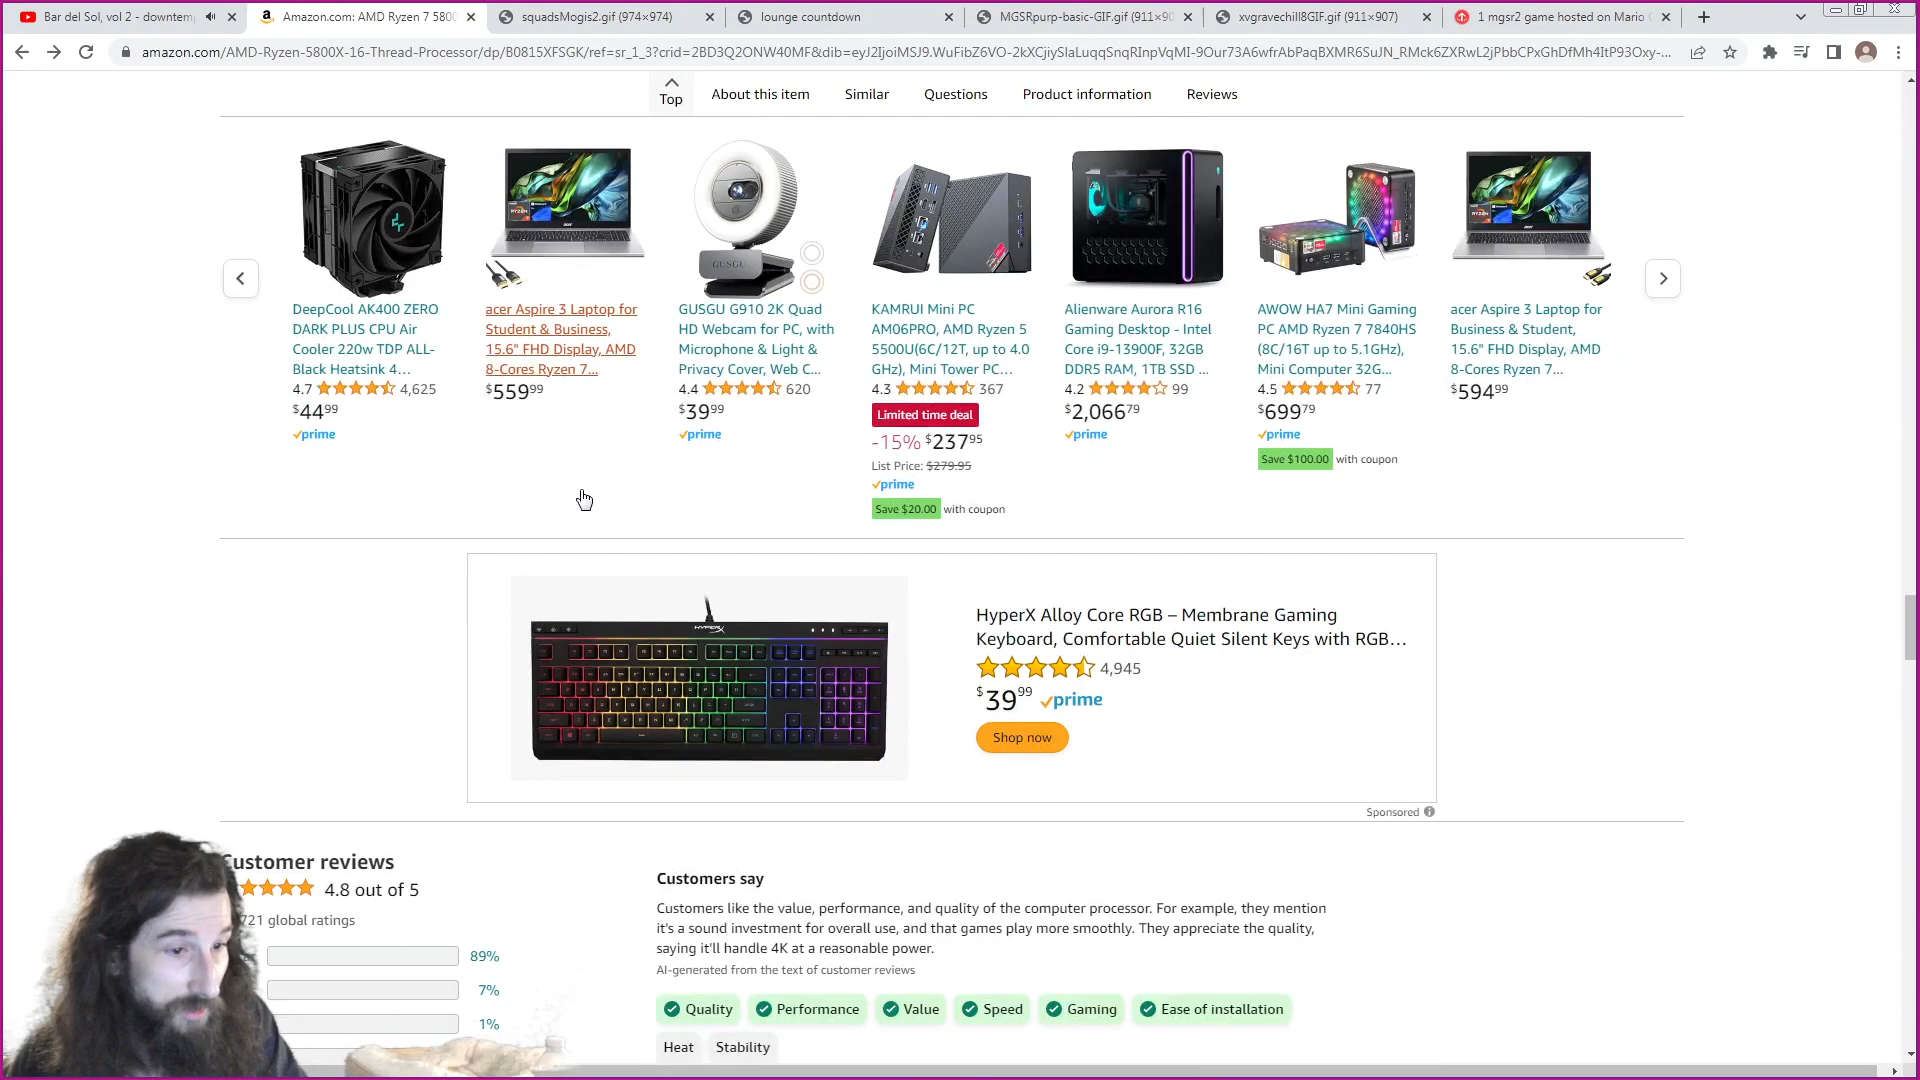 Bar del Sol, vol 2 - downtemp
Amazon.com: AMD Ryzen 7 5800
squadsMogis2.gif (974×974)
lounge countdown
MGSRpurp-basic-GIF.gif (911×90
xvgravechill8GIF.gif (911×907)
1 mgsr2 game hosted on Mario
amazon.com/AMD-Ryzen-5800X-16-Thread-Processor/dp/B0815XFSGK/ref=sr_1_3?crid=2BD3Q2ONW40MF&dib=eyJ2IjoiMSJ9.WuFibZ6VO-2kXCjiySIaLuqqSnqRInpVqMI-9Our73A6wfrAbPaqBXMR6SuJN_RMck6ZXRwL2jPbbCPxGhDfMh4ItP93Oxy-...
Top
About this item
Similar
Questions
Product information
Reviews
DeepCool AK400 ZERO
DARK PLUS CPU Air
Cooler 220w TDP ALL-
Black Heatsink 4...
4.7 4,625
$44 99
prime
acer Aspire 3 Laptop for
Student & Business,
15.6" FHD Display, AMD
8-Cores Ryzen 7...
$559 99
GUSGU
GUSGU G910 2K Quad
HD Webcam for PC, with
Microphone & Light &
Privacy Cover, Web C...
4.4 620
$39 99
prime
KAMRUI Mini PC
AM06PRO, AMD Ryzen 5
5500U(6C/12T, up to 4.0
GHz), Mini Tower PC...
4.3 367
Limited time deal
-15% $237 95
List Price: $279.95
prime
Save $20.00 with coupon
Alienware Aurora R16
Gaming Desktop - Intel
Core i9-13900F, 32GB
DDR5 RAM, 1TB SSD ...
4.2 99
$2,066 79
prime
AWOW HA7 Mini Gaming
PC AMD Ryzen 7 7840HS
(8C/16T up to 5.1GHz),
Mini Computer 32G...
4.5 77
$699 79
prime
Save $100.00 with coupon
acer Aspire 3 Laptop for
Business & Student,
15.6" FHD Display, AMD
8-Cores Ryzen 7...
$594 99
HYPERX
HyperX Alloy Core RGB – Membrane Gaming
Keyboard, Comfortable Quiet Silent Keys with RGB...
4,945
$39 99 prime
Shop now
Sponsored
Customer reviews
4.8 out of 5
721 global ratings
89%
7%
1%
Customers say
Customers like the value, performance, and quality of the computer processor. For example, they mention
it's a sound investment for overall use, and that games play more smoothly. They appreciate the quality,
saying it'll handle 4K at a reasonable power.
AI-generated from the text of customer reviews
Quality
Performance
Value
Speed
Gaming
Ease of installation
Heat
Stability